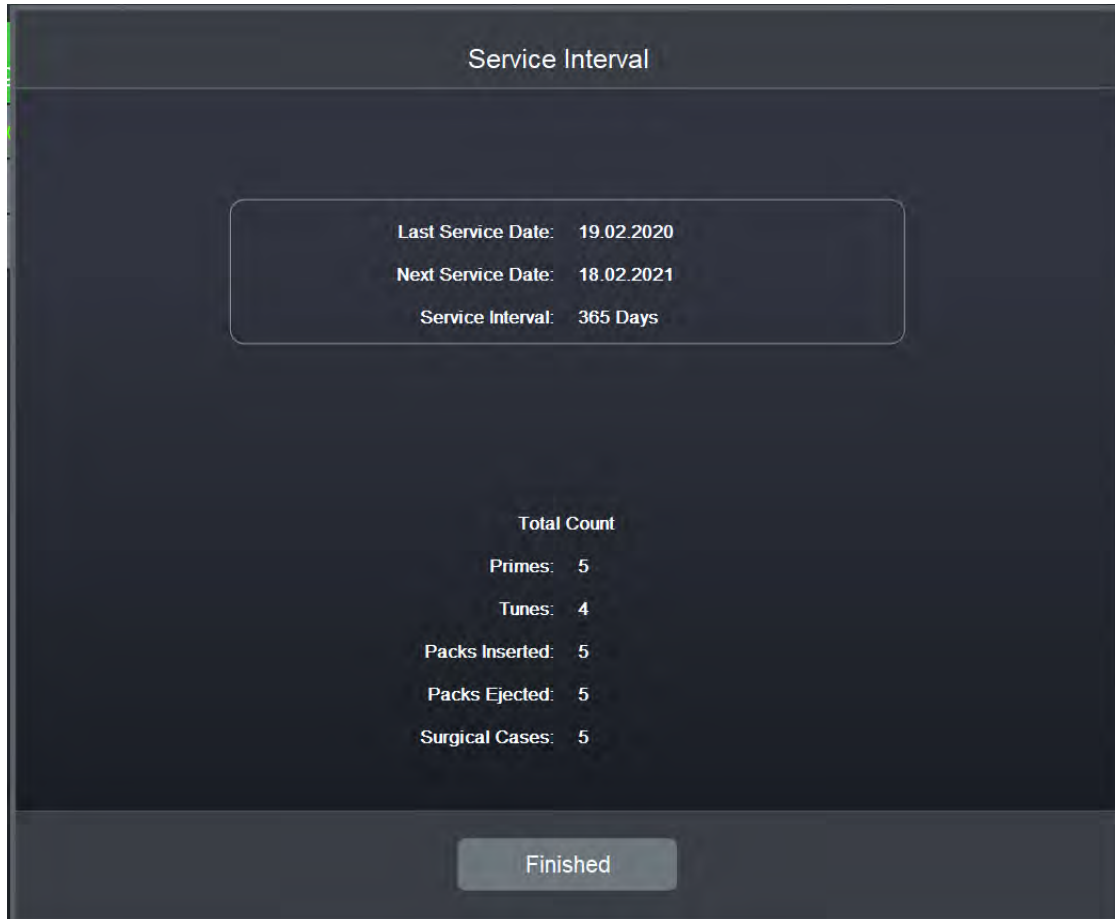 Service Interval
Last Service Date: 19.02.2020
Next Service Date: 18.02.2021
Service Interval: 365 Days
Total Count
Primes: 5
Tunes: 4
Packs Inserted: 5
Packs Ejected: 5
Surgical Cases: 5
Finished